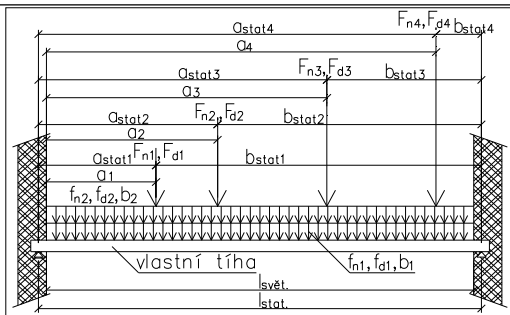 astat4
Fn4,Fd4
bstat4
a4
astat3
Fn3,Fd3
bstat3
a3
astat2
Fn2,Fd2
bstat2
a2
astat1
Fn1,Fd1
bstat1
a1
fn2,fd2,b2
vlastní tíha
fn1,fd1,b1
lsvět.
lstat.